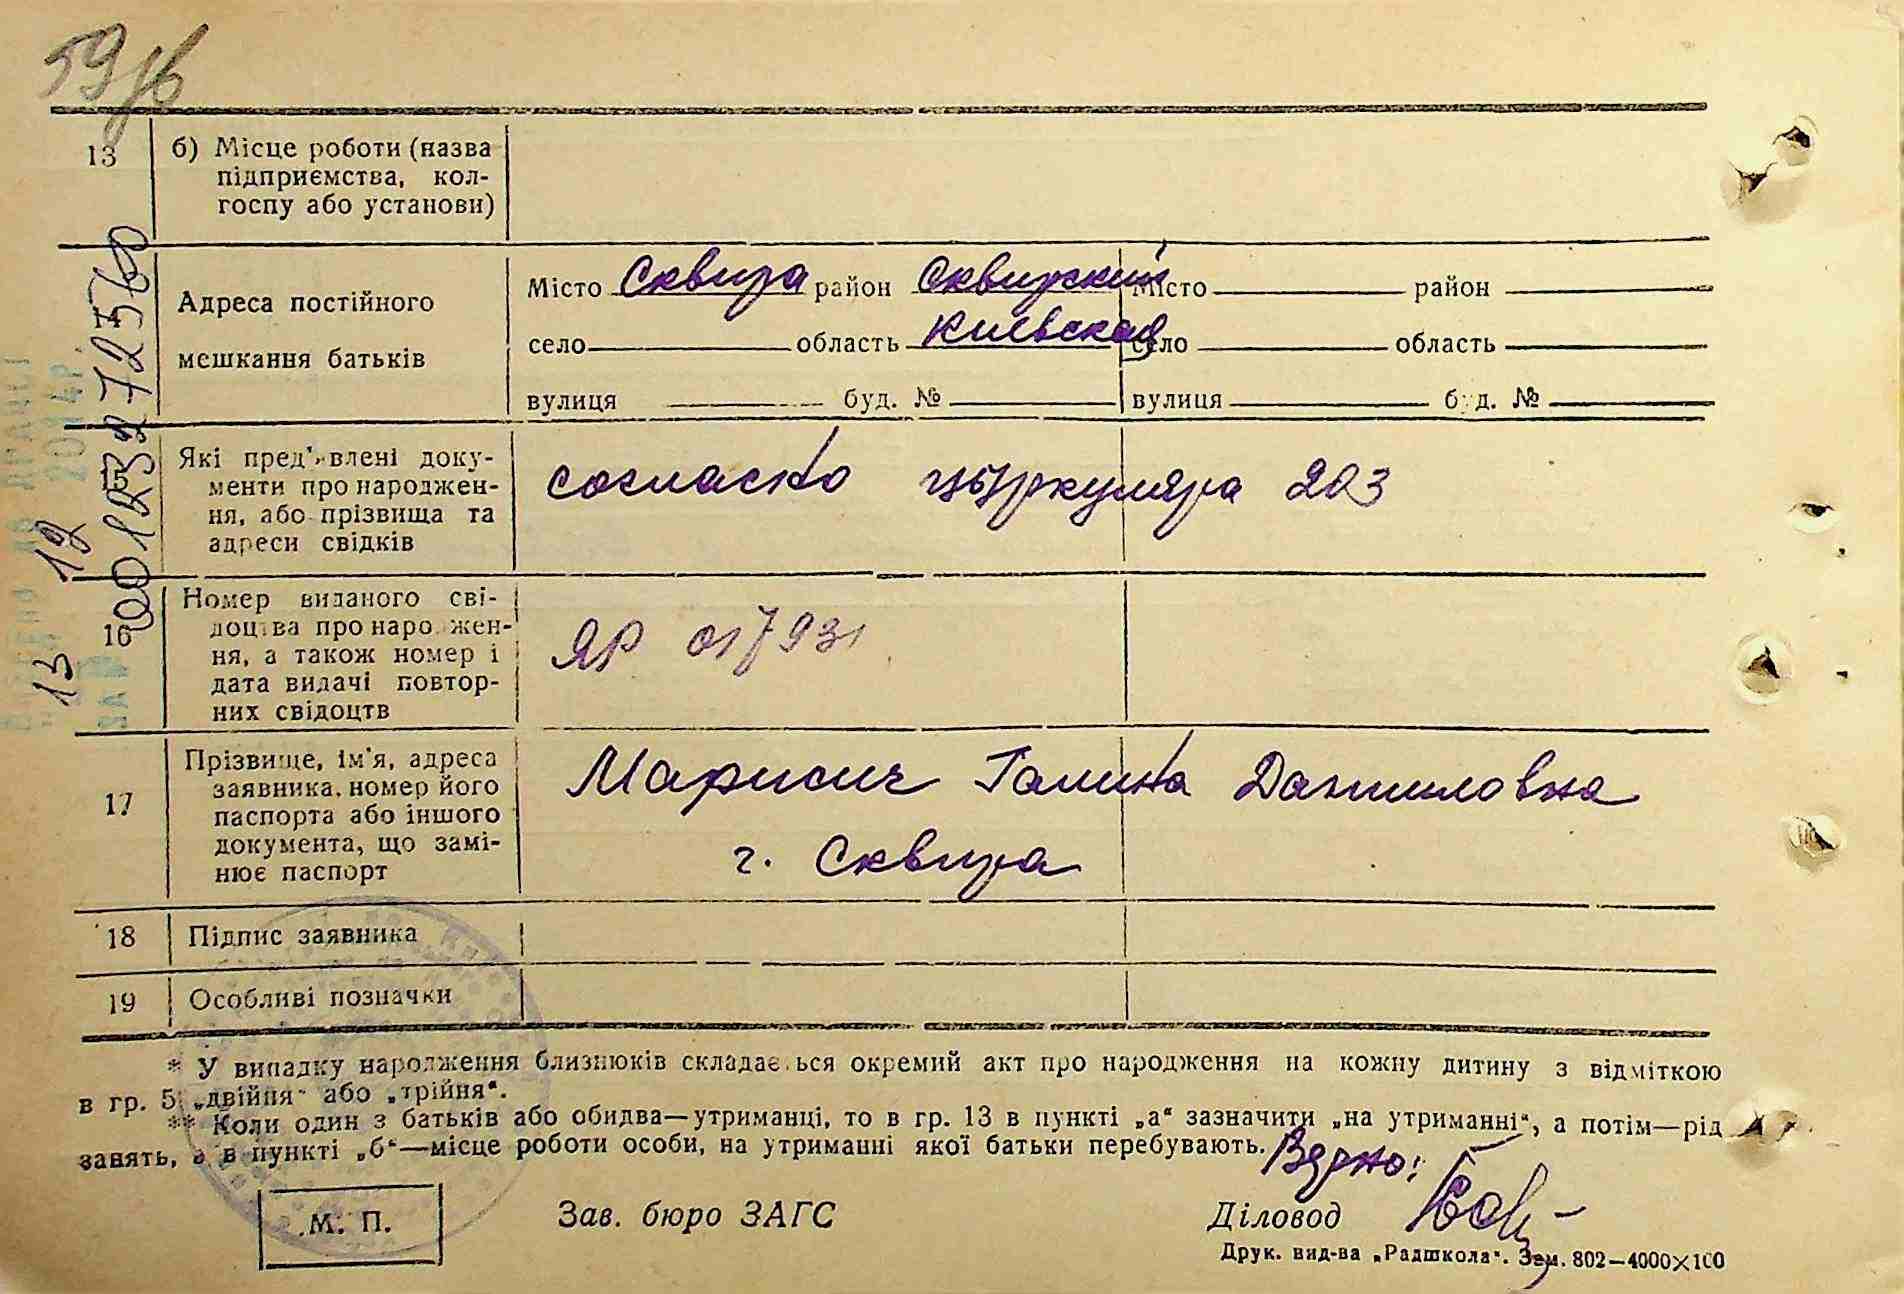 59
13 б) Місце роботи (назва
підприємства, кол-
госпу або установи)
14 Адреса постійного
мешкання батьків
Місто Сквира район Сквирский Місто район
село область Киевская село область
вулиця буд. № вулиця буд. №
15 Які пред'явлені доку-
менти про народжен-
ня, або прізвища та
адреси свідків
согласно циркуляра 203
16 Номер виданого сві-
доцтва про народжен-
ня, а також номер і
дата видачі повтор-
них свідоцтв
ЯР 017931
17 Прізвище, ім'я, адреса
заявника, номер його
паспорта або іншого
документа, що замі-
нює паспорт
Галина Даниловна
г. Сквира
18 Підпис заявника
19 Особливі позначки
* У випадку народження близнюків складається окремий акт про народження на кожну дитину з відміткою
в гр. 5 „двійня“ або „трійня“.
** Коли один з батьків або обидва—утриманці, то в гр. 13 в пункті „а“ зазначити „на утриманні“, а потім—рід
занять, а в пункті „б“—місце роботи особи, на утриманні якої батьки перебувають.
Верно:
М. П. Зав. бюро ЗАГС Діловод
Друк. вид-ва „Радшкола“. Зам. 802—4000×100